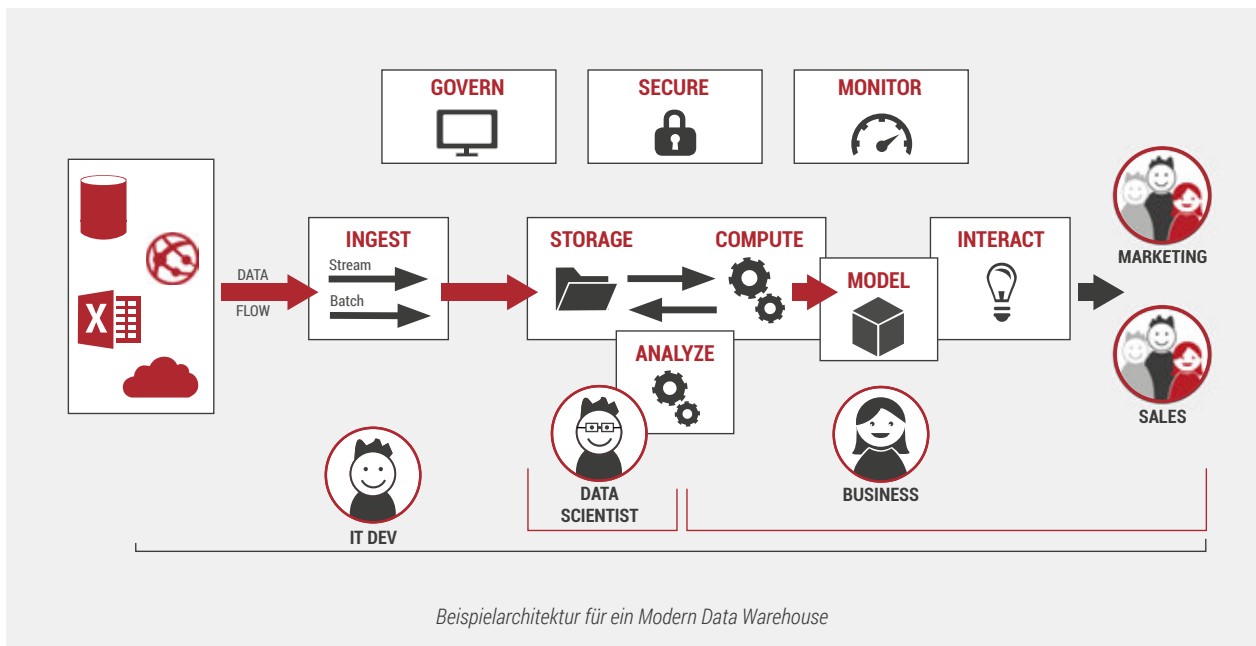 GOVERN
SECURE
MONITOR
DATA
FLOW
INGEST
Stream
Batch
STORAGE
COMPUTE
ANALYZE
MODEL
INTERACT
MARKETING
SALES
IT DEV
DATA
SCIENTIST
BUSINESS
X
Beispielarchitektur für ein Modern Data Warehouse